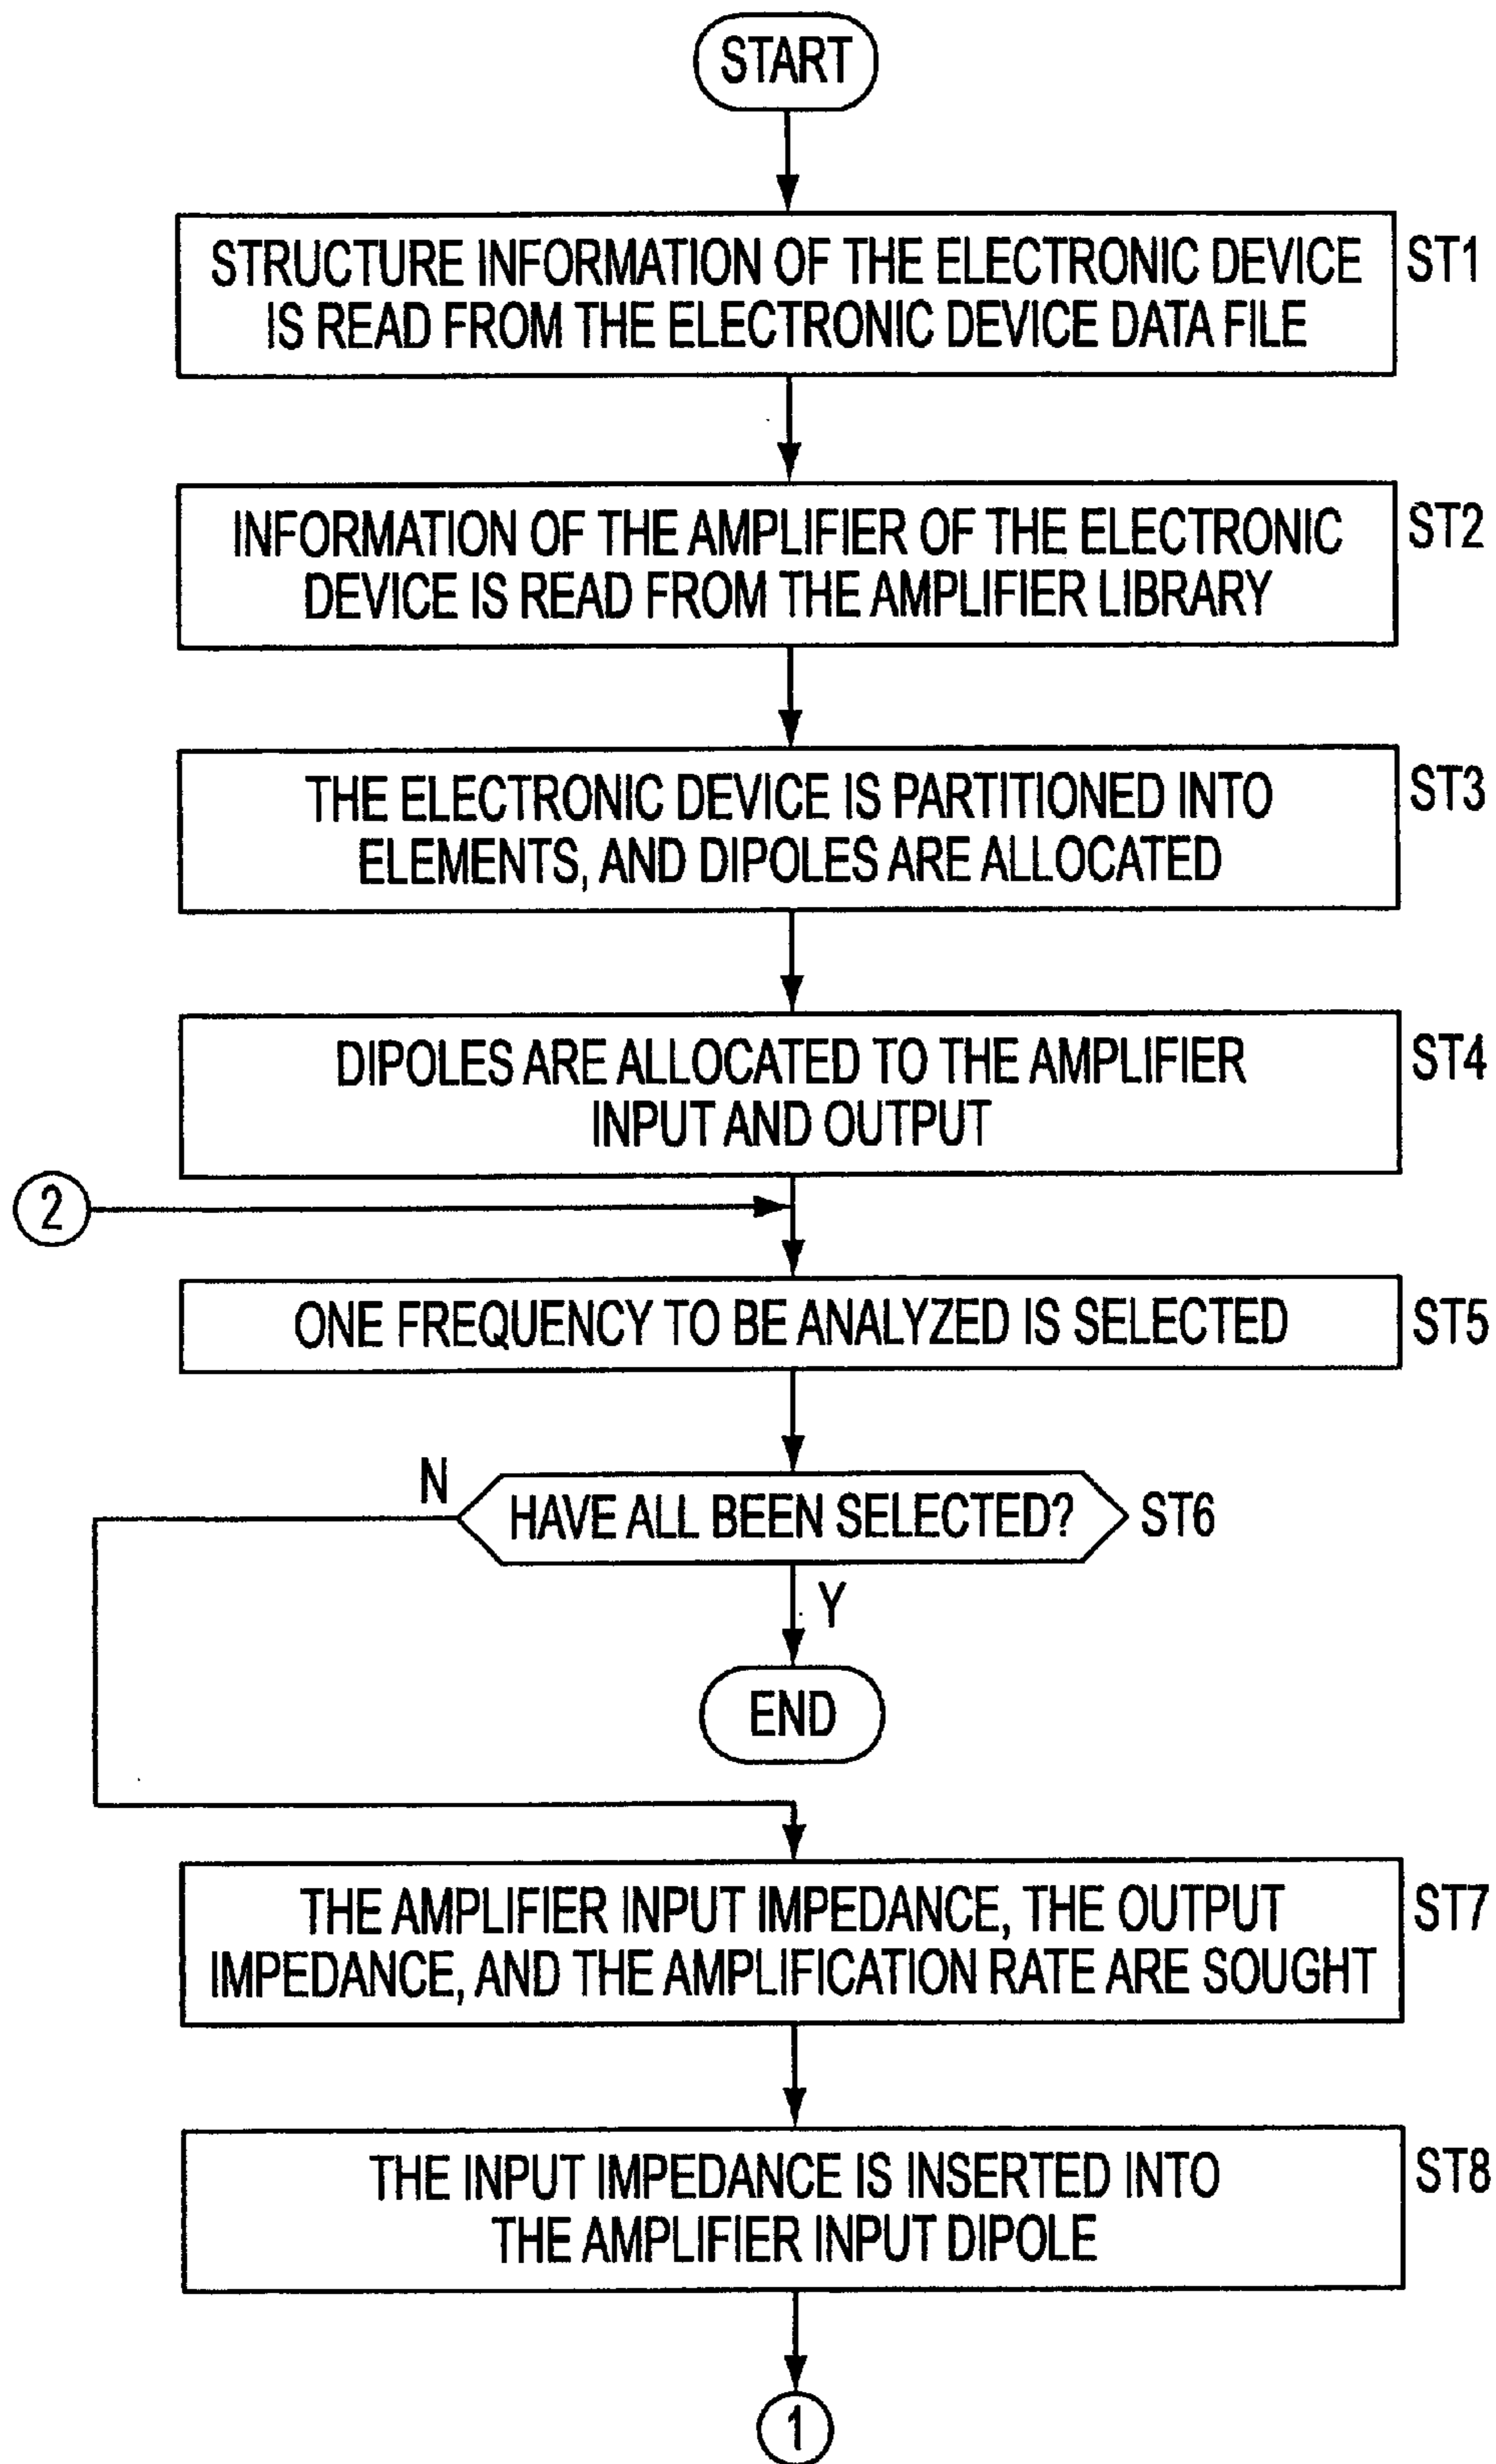 START
STRUCTURE INFORMATION OF THE ELECTRONIC DEVICE
IS READ FROM THE ELECTRONIC DEVICE DATA FILE
ST1
INFORMATION OF THE AMPLIFIER OF THE ELECTRONIC
DEVICE IS READ FROM THE AMPLIFIER LIBRARY
ST2
THE ELECTRONIC DEVICE IS PARTITIONED INTO
ELEMENTS, AND DIPOLES ARE ALLOCATED
ST3
DIPOLES ARE ALLOCATED TO THE AMPLIFIER
INPUT AND OUTPUT
ST4
2
ONE FREQUENCY TO BE ANALYZED IS SELECTED
ST5
N
HAVE ALL BEEN SELECTED?
ST6
Y
END
THE AMPLIFIER INPUT IMPEDANCE, THE OUTPUT
IMPEDANCE, AND THE AMPLIFICATION RATE ARE SOUGHT
ST7
THE INPUT IMPEDANCE IS INSERTED INTO
THE AMPLIFIER INPUT DIPOLE
ST8
1